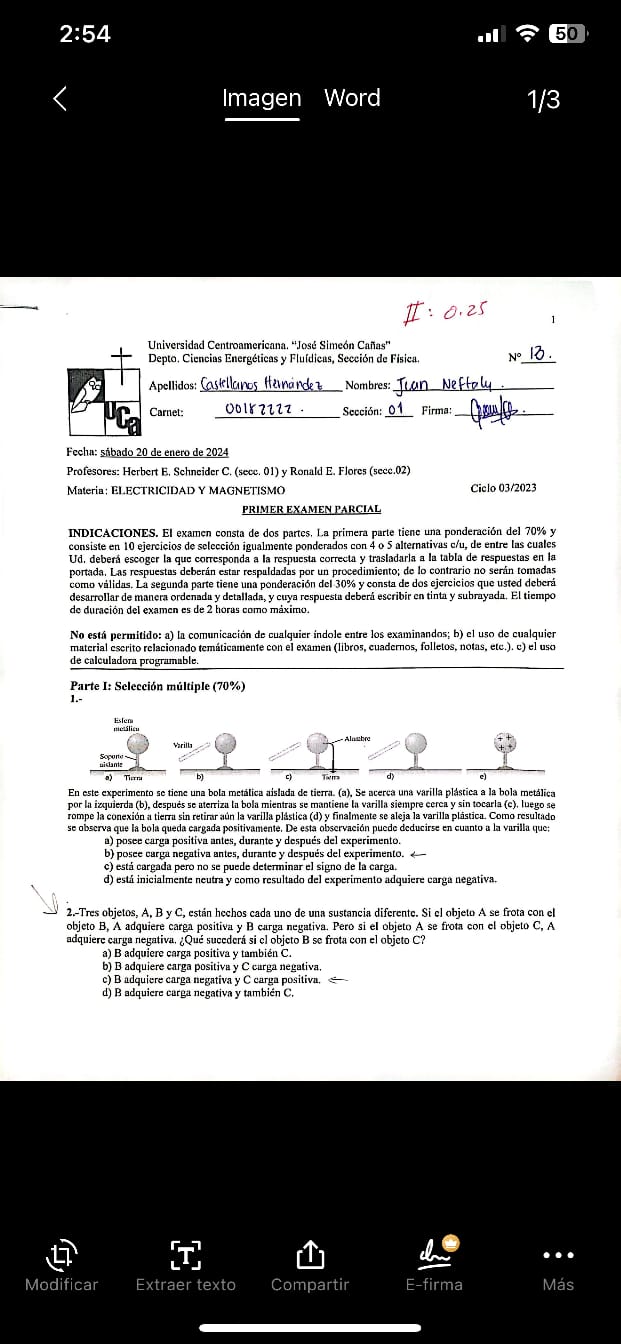 2:54
50
Imagen Word
1/3
II: 0.25
1
Universidad Centroamericana. "José Simeón Cañas"
Depto. Ciencias Energéticas y Fluídicas, Sección de Física.
N° 13.
Apellidos: Castellanos Hernández Nombres: Juan Neftaly.
UCa
Carnet: 00182222. Sección: 01 Firma:
Fecha: sábado 20 de enero de 2024
Profesores: Herbert E. Schneider C. (secc. 01) y Ronald E. Flores (secc.02)
Materia: ELECTRICIDAD Y MAGNETISMO Ciclo 03/2023
PRIMER EXAMEN PARCIAL
INDICACIONES. El examen consta de dos partes. La primera parte tiene una ponderación del 70% y
consiste en 10 ejercicios de selección igualmente ponderados con 4 o 5 alternativas c/u, de entre las cuales
Ud. deberá escoger la que corresponda a la respuesta correcta y trasladarla a la tabla de respuestas en la
portada. Las respuestas deberán estar respaldadas por un procedimiento; de lo contrario no serán tomadas
como válidas. La segunda parte tiene una ponderación del 30% y consta de dos ejercicios que usted deberá
desarrollar de manera ordenada y detallada, y cuya respuesta deberá escribir en tinta y subrayada. El tiempo
de duración del examen es de 2 horas como máximo.
No está permitido: a) la comunicación de cualquier índole entre los examinandos; b) el uso de cualquier
material escrito relacionado temáticamente con el examen (libros, cuadernos, folletos, notas, etc.). c) el uso
de calculadora programable.
Parte I: Selección múltiple (70%)
1.-
Esfera
metálica
Varilla
Alambre
Soporte
aislante
a) Tierra b) c) Tierra d) e)
En este experimento se tiene una bola metálica aislada de tierra. (a), Se acerca una varilla plástica a la bola metálica
por la izquierda (b), después se aterriza la bola mientras se mantiene la varilla siempre cerca y sin tocarla (c). luego se
rompe la conexión a tierra sin retirar aún la varilla plástica (d) y finalmente se aleja la varilla plástica. Como resultado
se observa que la bola queda cargada positivamente. De esta observación puede deducirse en cuanto a la varilla que:
a) posee carga positiva antes, durante y después del experimento.
b) posee carga negativa antes, durante y después del experimento.
c) está cargada pero no se puede determinar el signo de la carga.
d) está inicialmente neutra y como resultado del experimento adquiere carga negativa.
2.-Tres objetos, A, B y C, están hechos cada uno de una sustancia diferente. Si el objeto A se frota con el
objeto B, A adquiere carga positiva y B carga negativa. Pero si el objeto A se frota con el objeto C, A
adquiere carga negativa. ¿Qué sucederá si el objeto B se frota con el objeto C?
a) B adquiere carga positiva y también C.
b) B adquiere carga positiva y C carga negativa.
c) B adquiere carga negativa y C carga positiva.
d) B adquiere carga negativa y también C.
Modificar Extraer texto Compartir E-firma Más